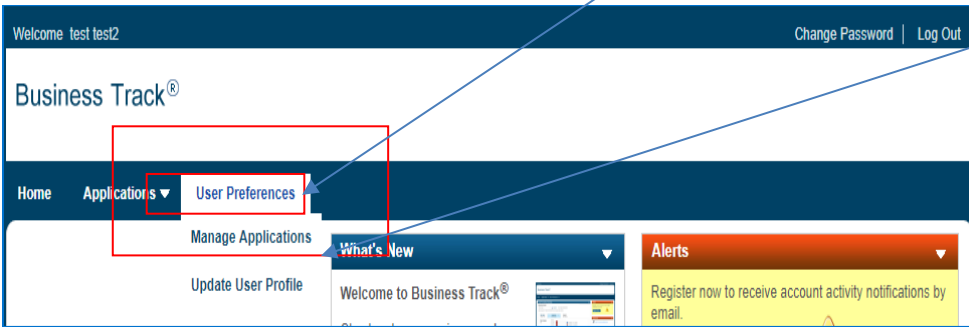 Welcome test test2
Change Password | Log Out
Business Track®
Home Applications ▼ User Preferences
Manage Applications
Update User Profile
What's New ▼
Welcome to Business Track®
Alerts ▼
Register now to receive account activity notifications by
email.